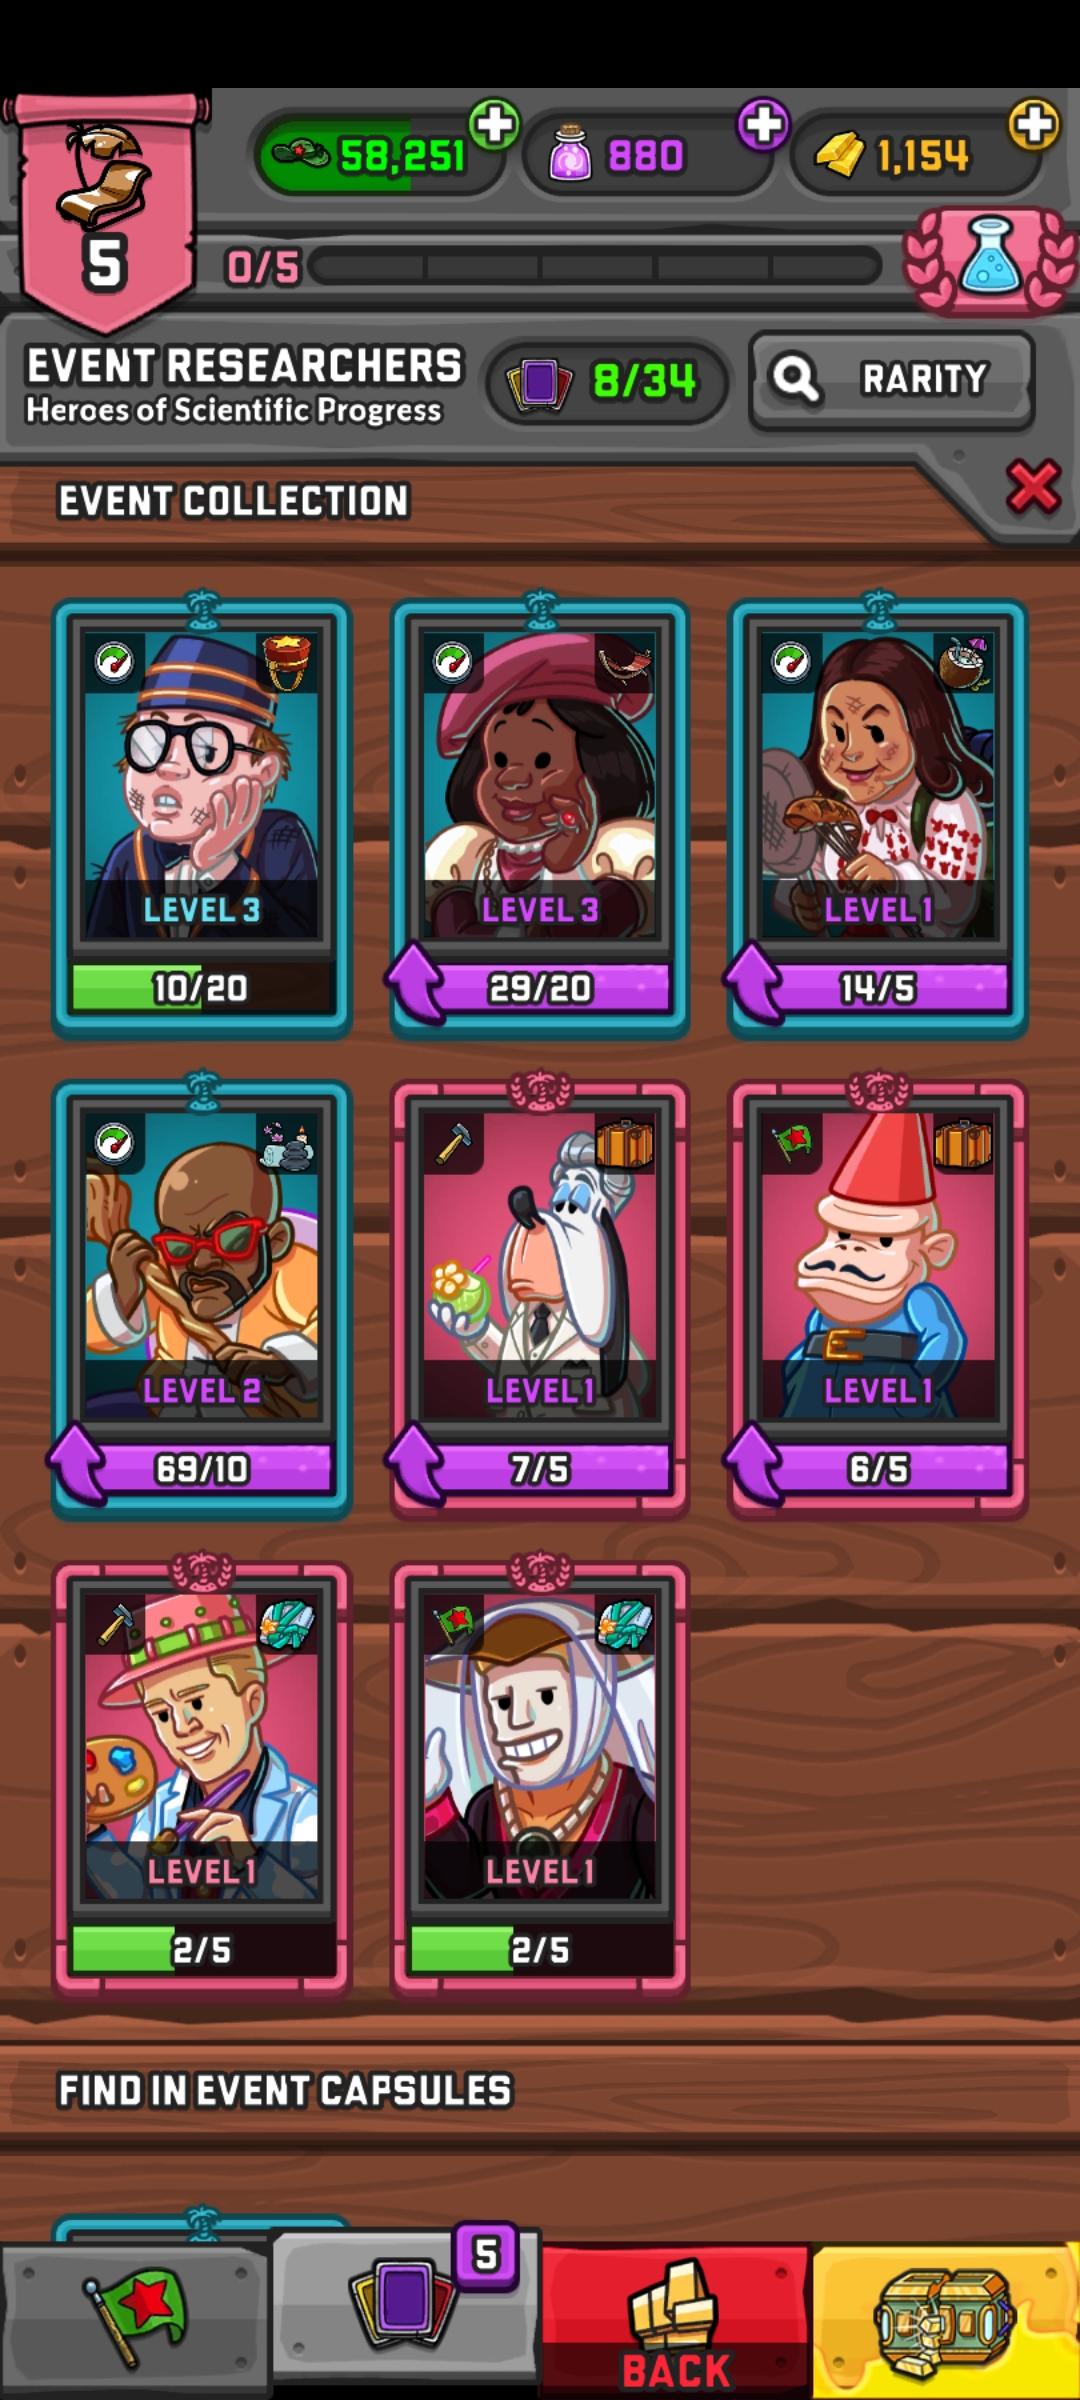 58,251
880
1,154
5
0/5
EVENT RESEARCHERS
Heroes of Scientific Progress
8/34
RARITY
EVENT COLLECTION
LEVEL 3
LEVEL 3
LEVEL 1
10/20
29/20
14/5
LEVEL 2
LEVEL 1
LEVEL 1
69/10
7/5
6/5
LEVEL 1
LEVEL 1
2/5
2/5
FIND IN EVENT CAPSULES
5
BACK